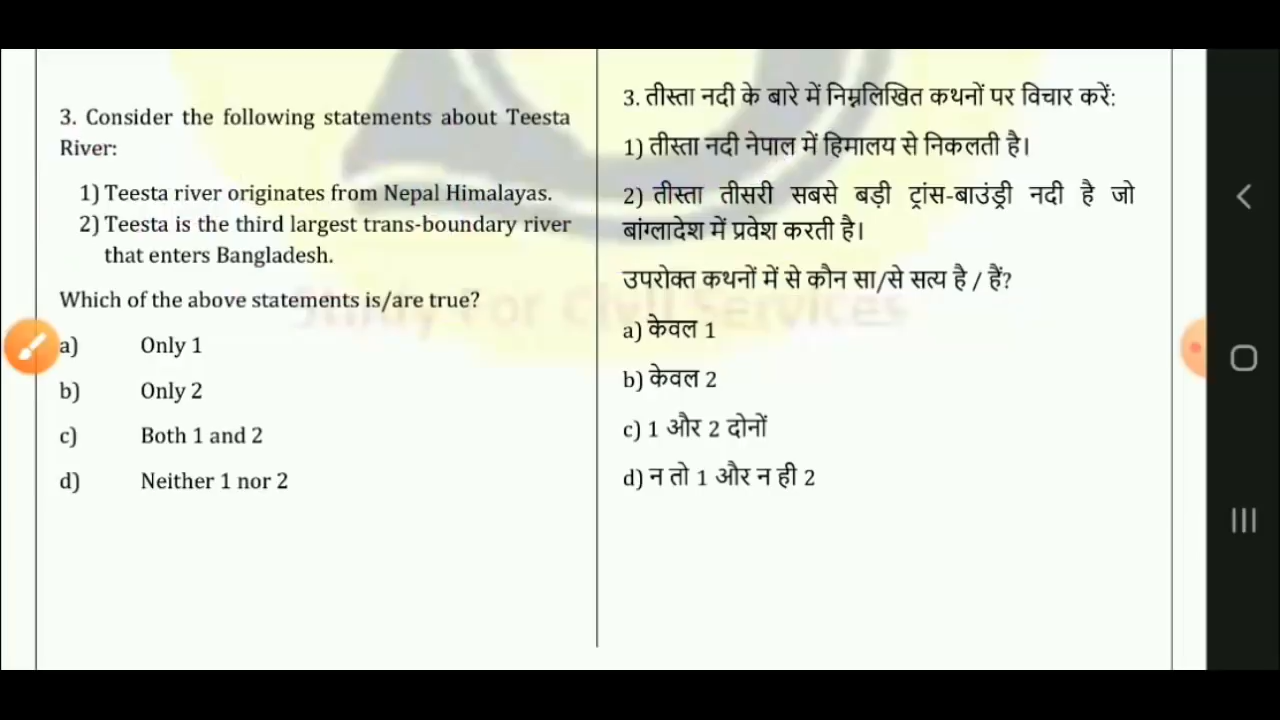 3. Consider the following statements about Teesta
River:
1) Teesta river originates from Nepal Himalayas.
2) Teesta is the third largest trans-boundary river
that enters Bangladesh.
Which of the above statements is/are true?
a) Only 1
b) Only 2
c) Both 1 and 2
d) Neither 1 nor 2
3. तीस्ता नदी के बारे में निम्नलिखित कथनों पर विचार करें:
1) तीस्ता नदी नेपाल में हिमालय से निकलती है।
2) तीस्ता तीसरी सबसे बड़ी ट्रांस-बाउंड्री नदी है जो
बांग्लादेश में प्रवेश करती है।
उपरोक्त कथनों में से कौन सा/से सत्य है / हैं?
a) केवल 1
b) केवल 2
c) 1 और 2 दोनों
d) न तो 1 और न ही 2
Study For Civil Services